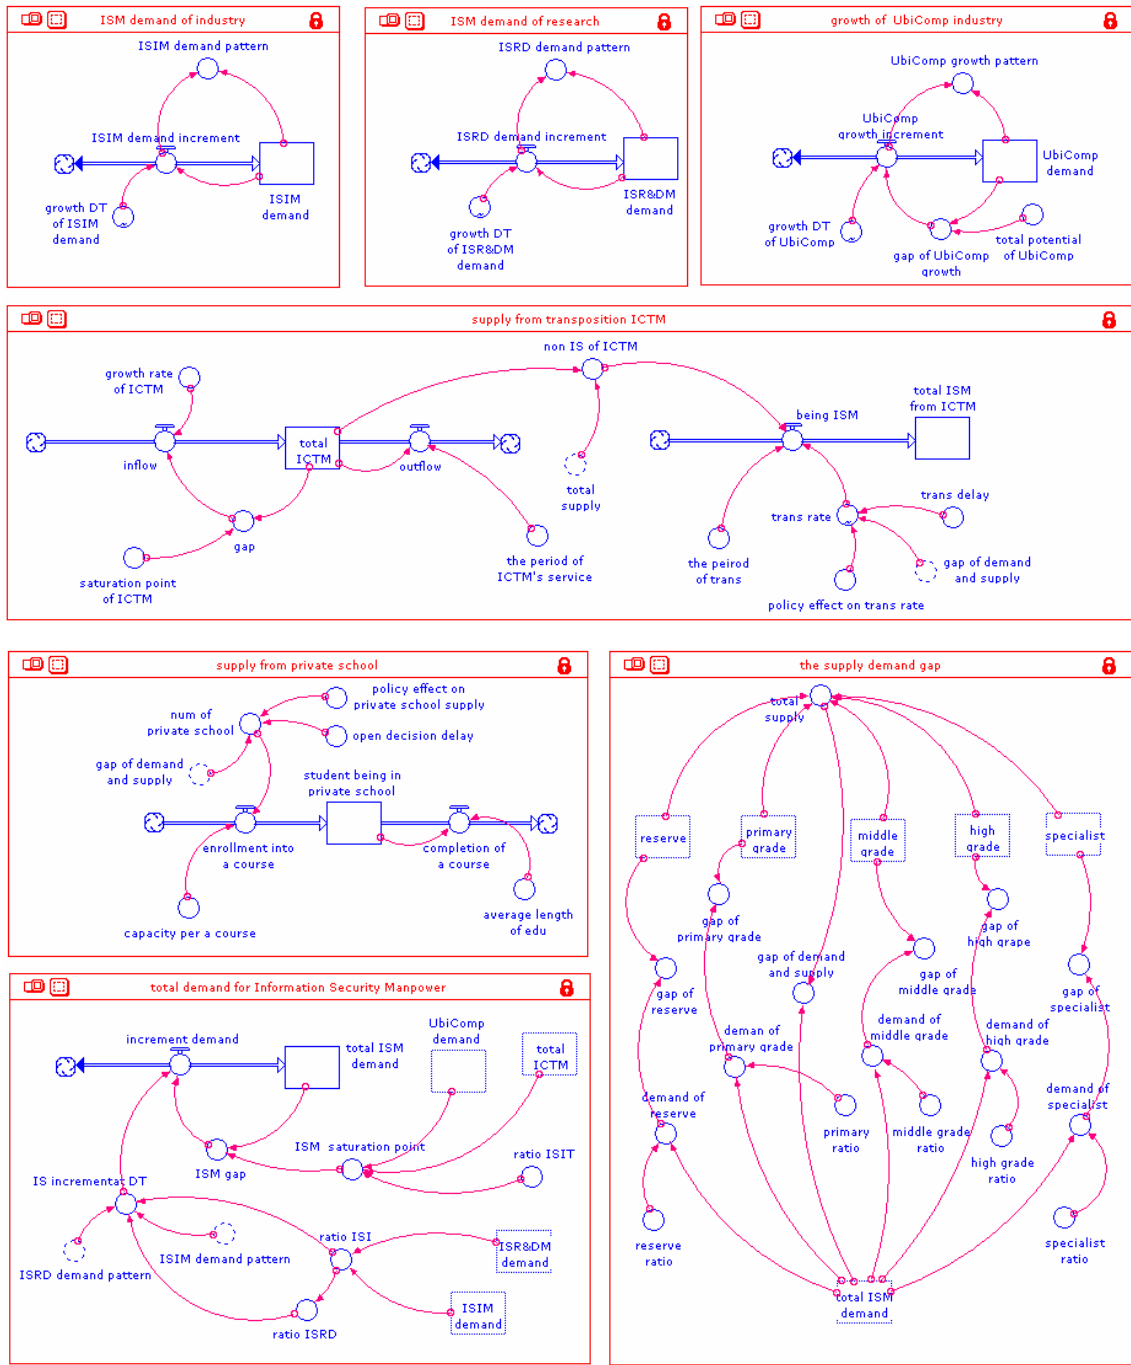 ISM demand of industry
ISIM demand pattern
ISIM demand increment
growth DT
of ISIM
demand
ISIM
demand
ISM demand of research
ISRD demand pattern
ISRD demand increment
growth DT
of ISR&DM
demand
ISR&DM
demand
growth of UbiComp industry
UbiComp growth pattern
UbiComp
growth increment
UbiComp
demand
growth DT
of UbiComp
gap of UbiComp
growth
total potential
of UbiComp
supply from transposition ICTM
non IS of ICTM
growth rate
of ICTM
inflow
total
ICTM
outflow
gap
saturation point
of ICTM
the period of
ICTM's service
total
supply
being ISM
total ISM
from ICTM
trans delay
trans rate
the peirod
of trans
gap of demand
and supply
policy effect on trans rate
supply from private school
policy effect on
private school supply
num of
private school
open decision delay
gap of demand
and supply
student being in
private school
enrollment into
a course
completion of
a course
capacity per a course
average length
of edu
the supply demand gap
total
supply
reserve
primary
grade
middle
grade
high
grade
specialist
gap of
primary grade
gap of
high grape
gap of demand
and supply
gap of
middle grade
gap of
reserve
gap of
specialist
deman of
primary grade
demand of
middle grade
demand of
high grade
demand of
reserve
demand of
specialist
primary
ratio
middle grade
ratio
high grade
ratio
reserve
ratio
specialist
ratio
total ISM
demand
total demand for Information Security Manpower
increment demand
total ISM
demand
UbiComp
demand
total
ICTM
ISM saturation point
ISM gap
ratio ISIT
IS incrementat DT
ISIM demand pattern
ISRD demand pattern
ratio ISI
ISR&DM
demand
ratio ISRD
ISIM
demand